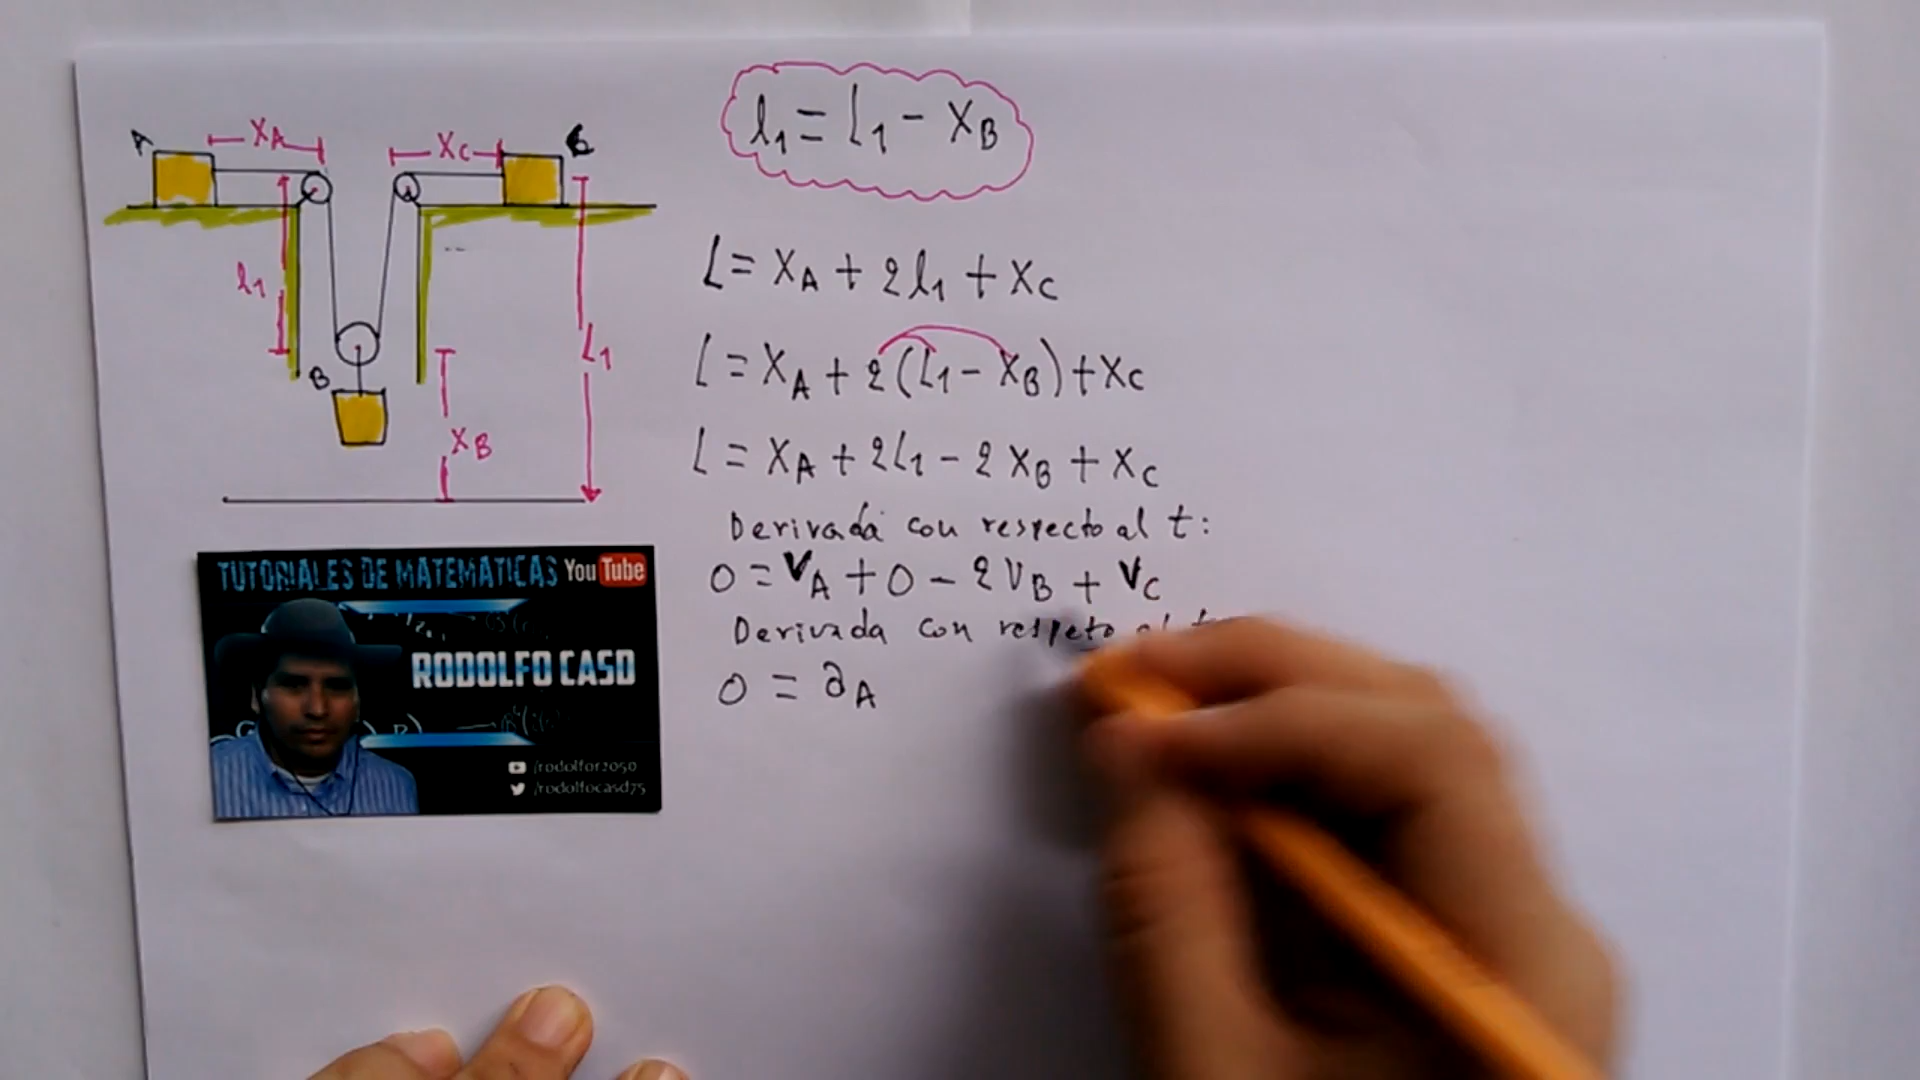 A
XA
XC
C
l1
B
L1
XB
l1 = L1 - XB
L = XA + 2l1 + XC
L = XA + 2(L1 - XB) + XC
L = XA + 2L1 - 2XB + XC
Derivada con respecto al t:
0 = VA + 0 - 2VB + VC
Derivada con respeto al
0 = aA
TUTORIALES DE MATEMATICAS YouTube
RODOLFO CASD
/rodolfor2050
/rodolfocasd75